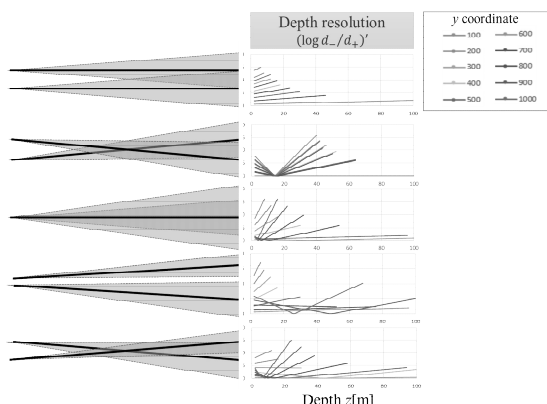 Depth resolution
(log d₋/d₊)′
y coordinate
100 600
200 700
300 800
400 900
500 1000
0 20 40 60 80 100
0 20 40 60 80 100
0 20 40 60 80 100
0 20 40 60 80 100
0 20 40 60 80 100
Depth z[m]